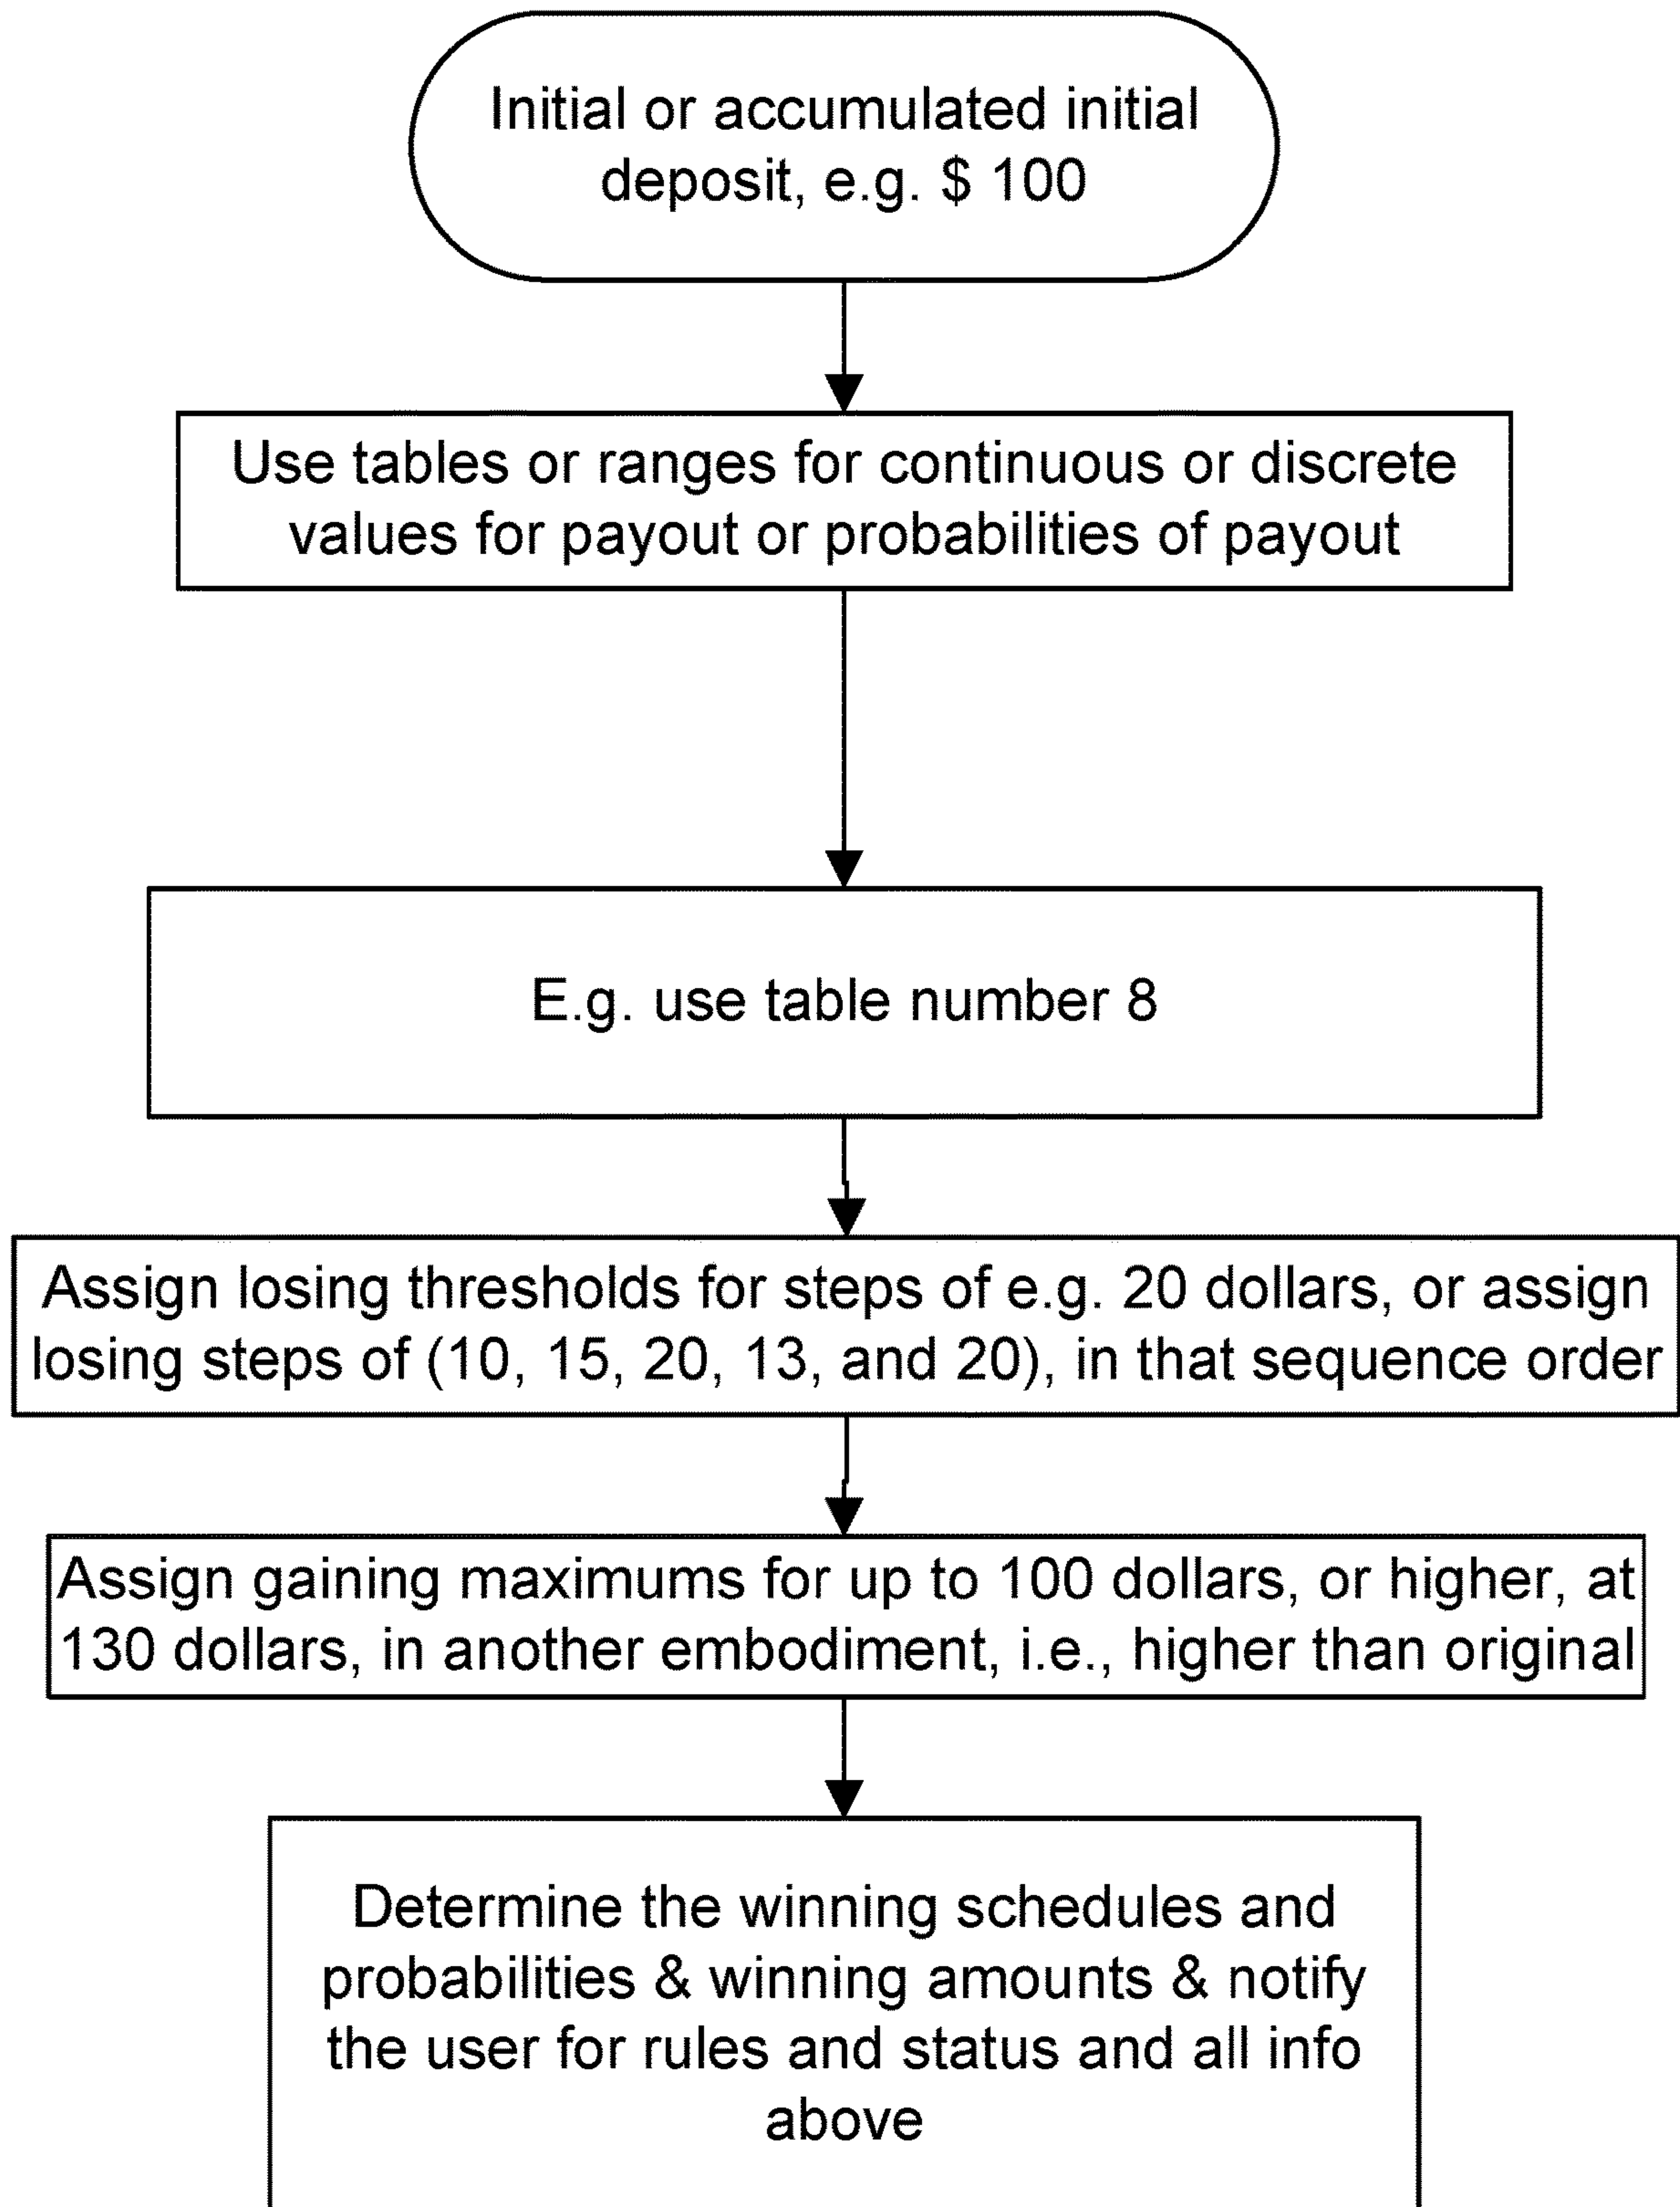 Initial or accumulated initial
deposit, e.g. $ 100
Use tables or ranges for continuous or discrete
values for payout or probabilities of payout
E.g. use table number 8
Assign losing thresholds for steps of e.g. 20 dollars, or assign
losing steps of (10, 15, 20, 13, and 20), in that sequence order
Assign gaining maximums for up to 100 dollars, or higher, at
130 dollars, in another embodiment, i.e., higher than original
Determine the winning schedules and
probabilities & winning amounts & notify
the user for rules and status and all info
above